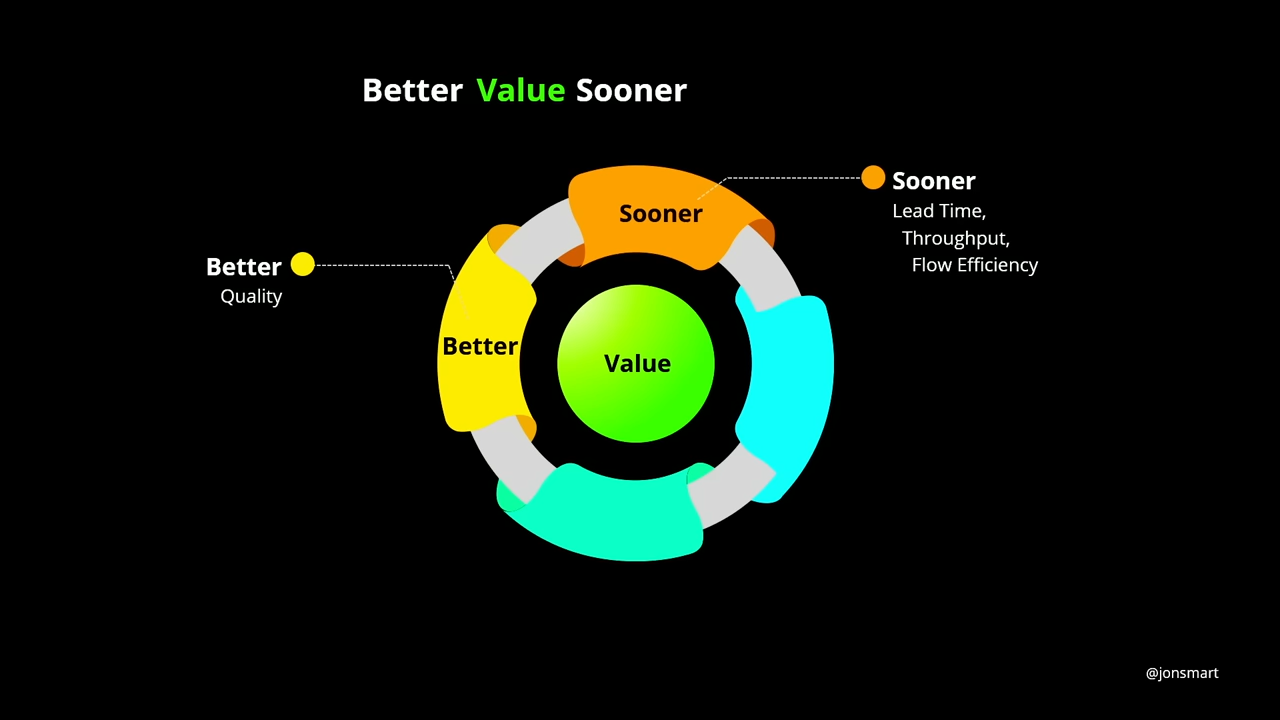 Better Value Sooner
Sooner
Sooner
Lead Time,
Throughput,
Flow Efficiency
Better
Quality
Better
Value
@jonsmart